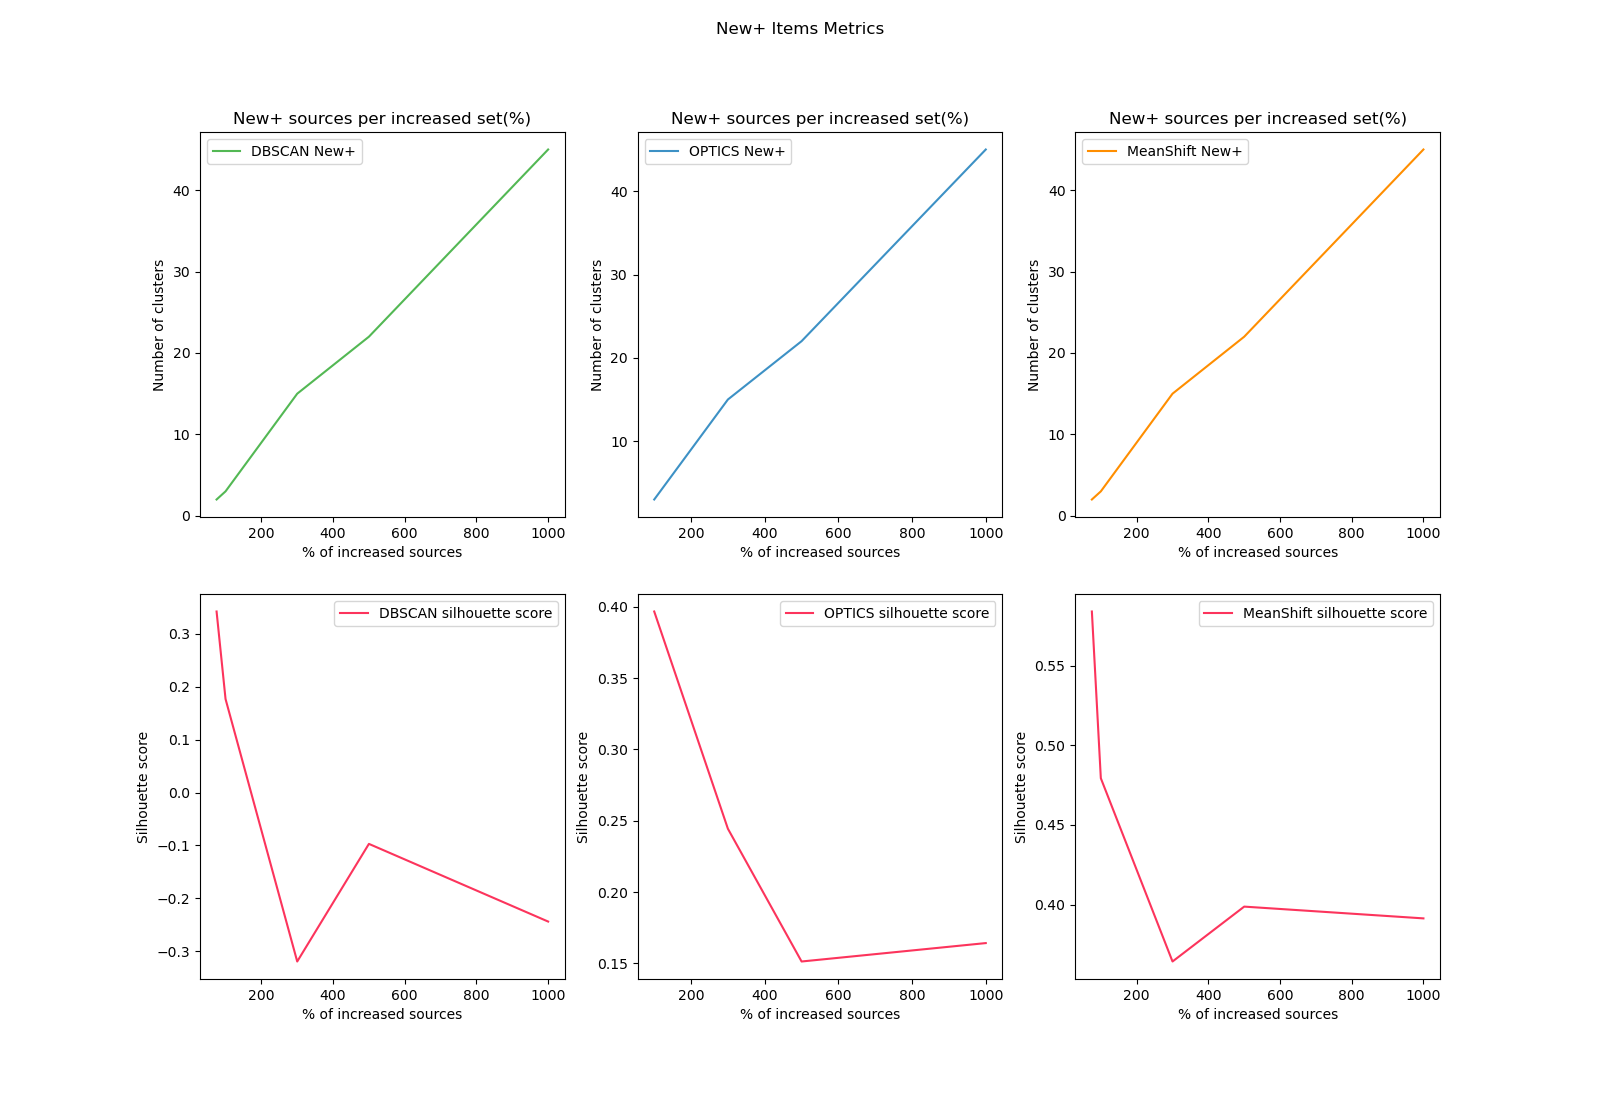 New+ Items Metrics
New+ sources per increased set(%)
DBSCAN New+
Number of clusters
40
30
20
10
0
200 400 600 800 1000
% of increased sources
New+ sources per increased set(%)
OPTICS New+
Number of clusters
40
30
20
10
200 400 600 800 1000
% of increased sources
New+ sources per increased set(%)
MeanShift New+
Number of clusters
40
30
20
10
0
200 400 600 800 1000
% of increased sources
DBSCAN silhouette score
Silhouette score
0.3
0.2
0.1
0.0
−0.1
−0.2
−0.3
200 400 600 800 1000
% of increased sources
OPTICS silhouette score
Silhouette score
0.40
0.35
0.30
0.25
0.20
0.15
200 400 600 800 1000
% of increased sources
MeanShift silhouette score
Silhouette score
0.55
0.50
0.45
0.40
200 400 600 800 1000
% of increased sources